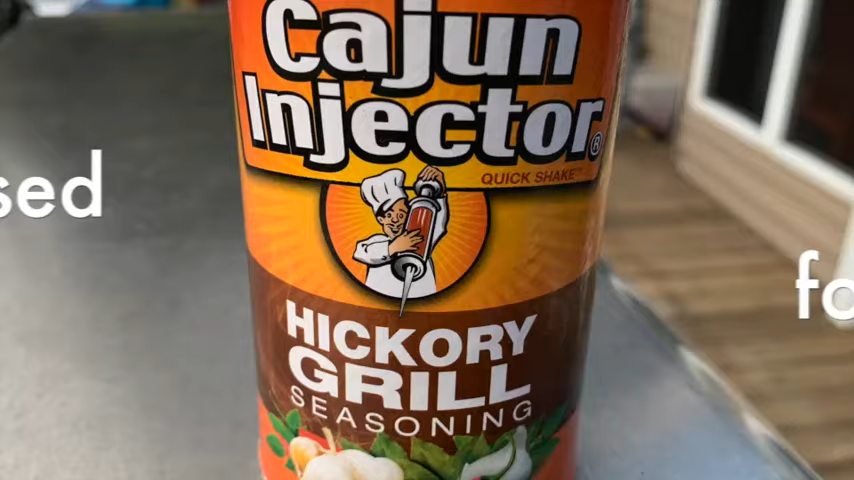 Cajun
Injector®
QUICK SHAKE™
sed
fo
HICKORY
GRILL
SEASONING